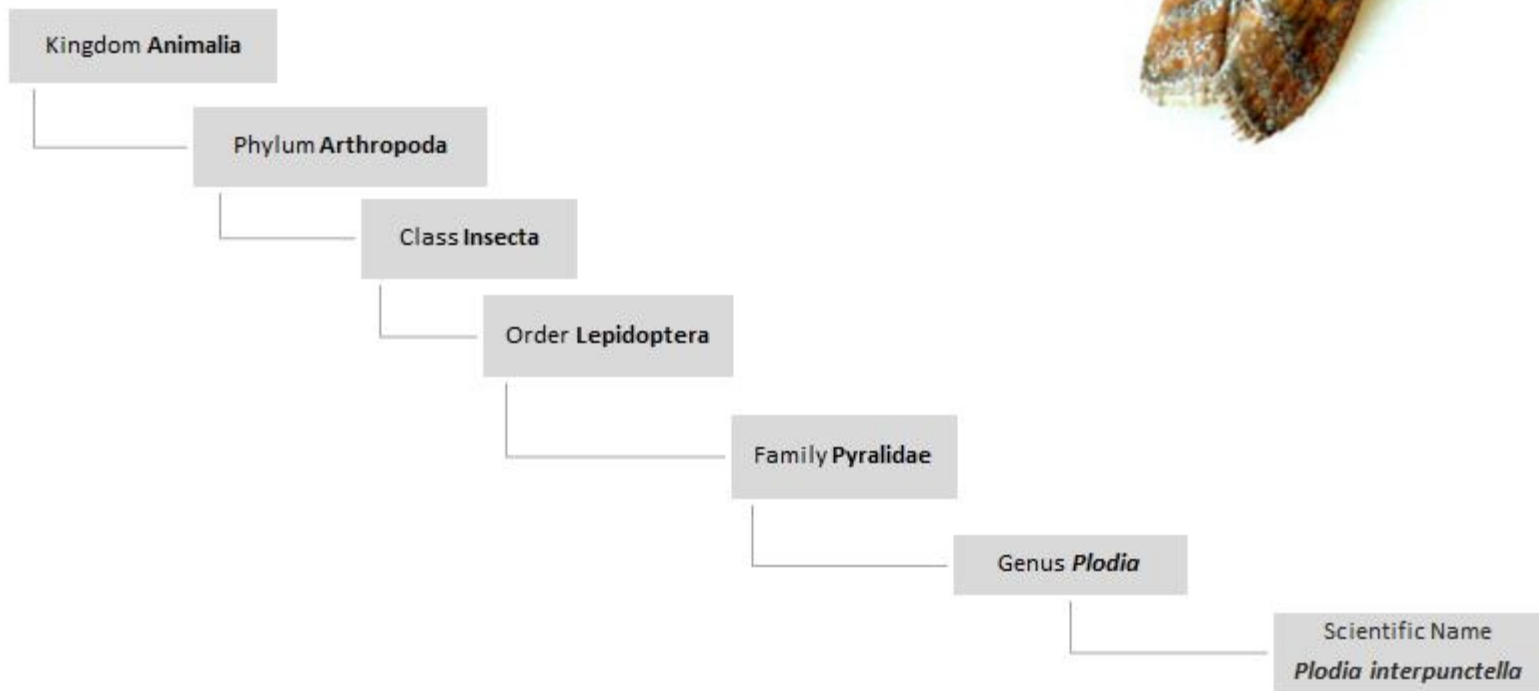 Kingdom Animalia
Phylum Arthropoda
Class Insecta
Order Lepidoptera
Family Pyralidae
Genus Plodia
Scientific Name
Plodia interpunctella